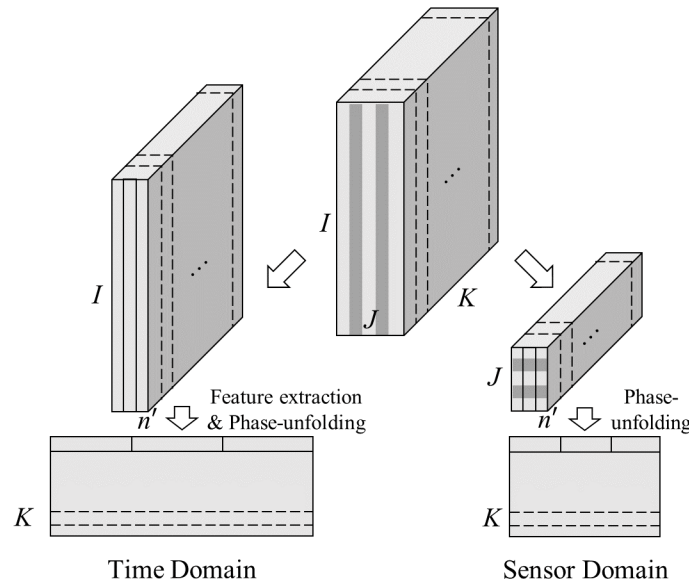 I
J
K
...
I
...
n′
J
...
n′
Feature extraction
& Phase-unfolding
Phase-
unfolding
K
K
Time Domain
Sensor Domain